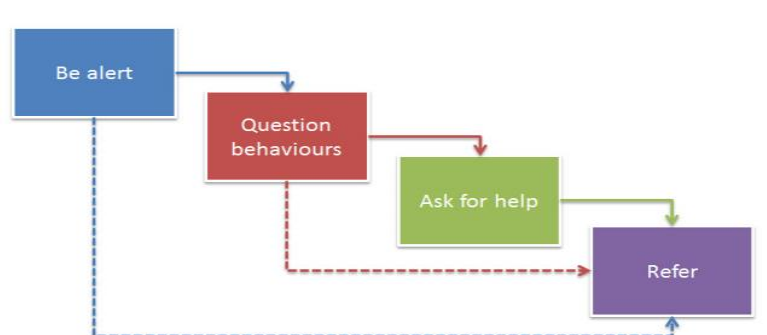 Be alert
Question
behaviours
Ask for help
Refer